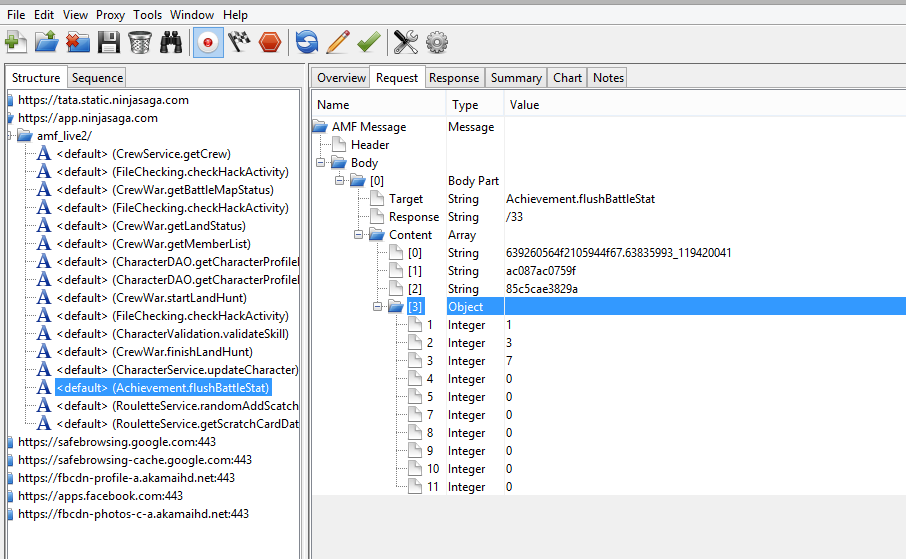 File Edit View Proxy Tools Window Help
Structure Sequence
https://tata.static.ninjasaga.com
https://app.ninjasaga.com
amf_live2/
<default> (CrewService.getCrew)
<default> (FileChecking.checkHackActivity)
<default> (CrewWar.getBattleMapStatus)
<default> (FileChecking.checkHackActivity)
<default> (CrewWar.getLandStatus)
<default> (CrewWar.getMemberList)
<default> (CharacterDAO.getCharacterProfile
<default> (CharacterDAO.getCharacterProfile
<default> (CrewWar.startLandHunt)
<default> (FileChecking.checkHackActivity)
<default> (CharacterValidation.validateSkill)
<default> (CrewWar.finishLandHunt)
<default> (CharacterService.updateCharacter)
<default> (Achievement.flushBattleStat)
<default> (RouletteService.randomAddScatch
<default> (RouletteService.getScratchCardDat
https://safebrowsing.google.com:443
https://safebrowsing-cache.google.com:443
https://fbcdn-profile-a.akamaihd.net:443
https://apps.facebook.com:443
https://fbcdn-photos-c-a.akamaihd.net:443
Overview Request Response Summary Chart Notes
Name Type Value
AMF Message Message
Header
Body
[0] Body Part
Target String Achievement.flushBattleStat
Response String /33
Content Array
[0] String 639260564f2105944f67.63835993_119420041
[1] String ac087ac0759f
[2] String 85c5cae3829a
[3] Object
1 Integer 1
2 Integer 3
3 Integer 7
4 Integer 0
5 Integer 0
7 Integer 0
8 Integer 0
9 Integer 0
10 Integer 0
11 Integer 0